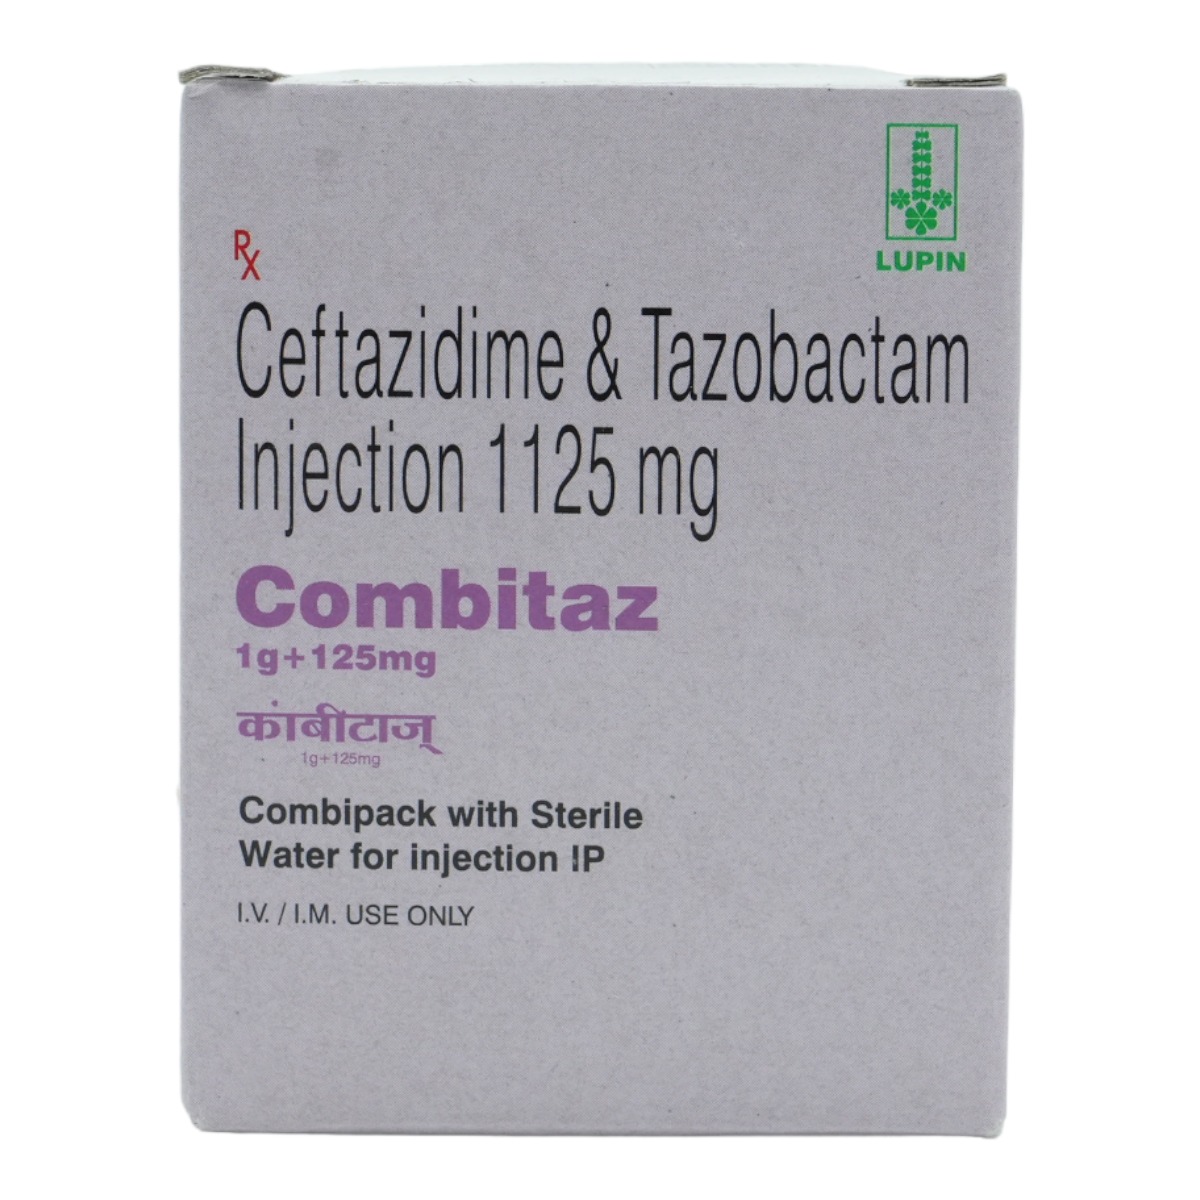 LUPIN
Rx
Ceftazidime & Tazobactam
Injection 1125 mg
Combitaz
1g+125mg
कांबीटाज्
1g+125mg
Combipack with Sterile
Water for injection IP
I.V. / I.M. USE ONLY